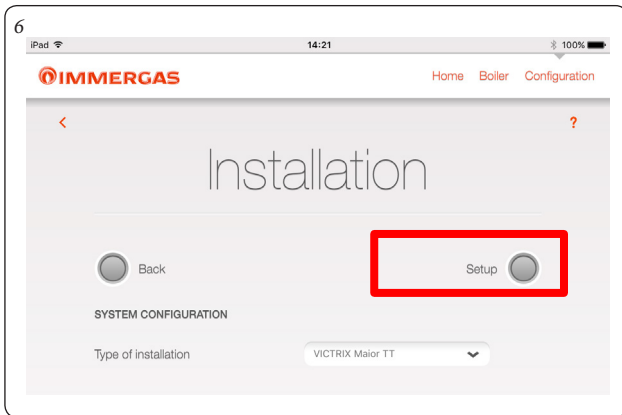 6
iPad 14:21 100%
IMMERGAS Home Boiler Configuration
< ?
Installation
Back Setup
SYSTEM CONFIGURATION
Type of installation VICTRIX Maior TT